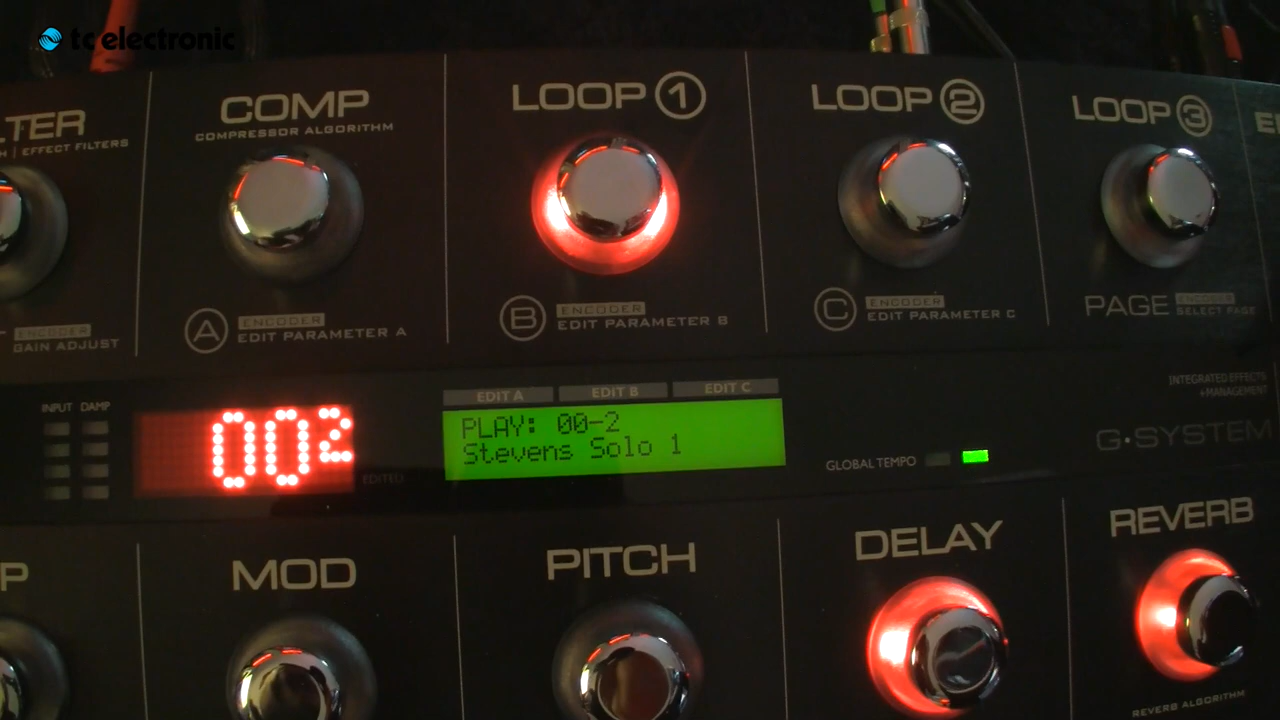 tc electronic
LTER
COMP
LOOP 1
LOOP 2
LOOP 3
EFFECT FILTERS
COMPRESSOR ALGORITHM
ENCODER
GAIN ADJUST
A ENCODER
EDIT PARAMETER A
B ENCODER
EDIT PARAMETER B
C ENCODER
EDIT PARAMETER C
PAGE ENCODER
SELECT PAGE
INPUT DAMP
002
EDITED
EDIT A EDIT B EDIT C
PLAY: 00-2
Stevens Solo 1
GLOBAL TEMPO
INTEGRATED EFFECTS
+MANAGEMENT
G•SYSTEM
P
MOD
PITCH
DELAY
REVERB
REVERB ALGORITHM